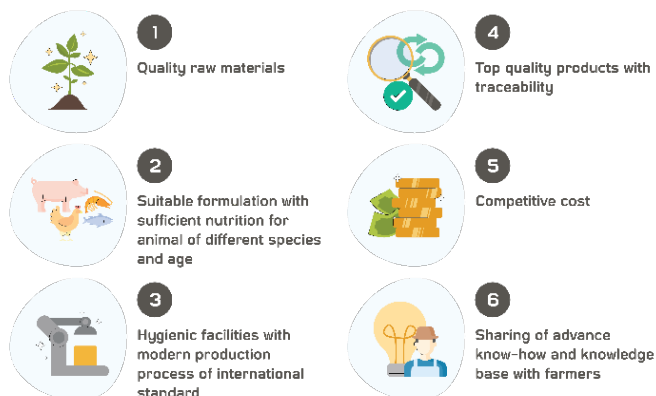 1
Quality raw materials
2
Suitable formulation with
sufficient nutrition for
animal of different species
and age
3
Hygienic facilities with
modern production
process of international
standard
4
Top quality products with
traceability
5
Competitive cost
6
Sharing of advance
know-how and knowledge
base with farmers